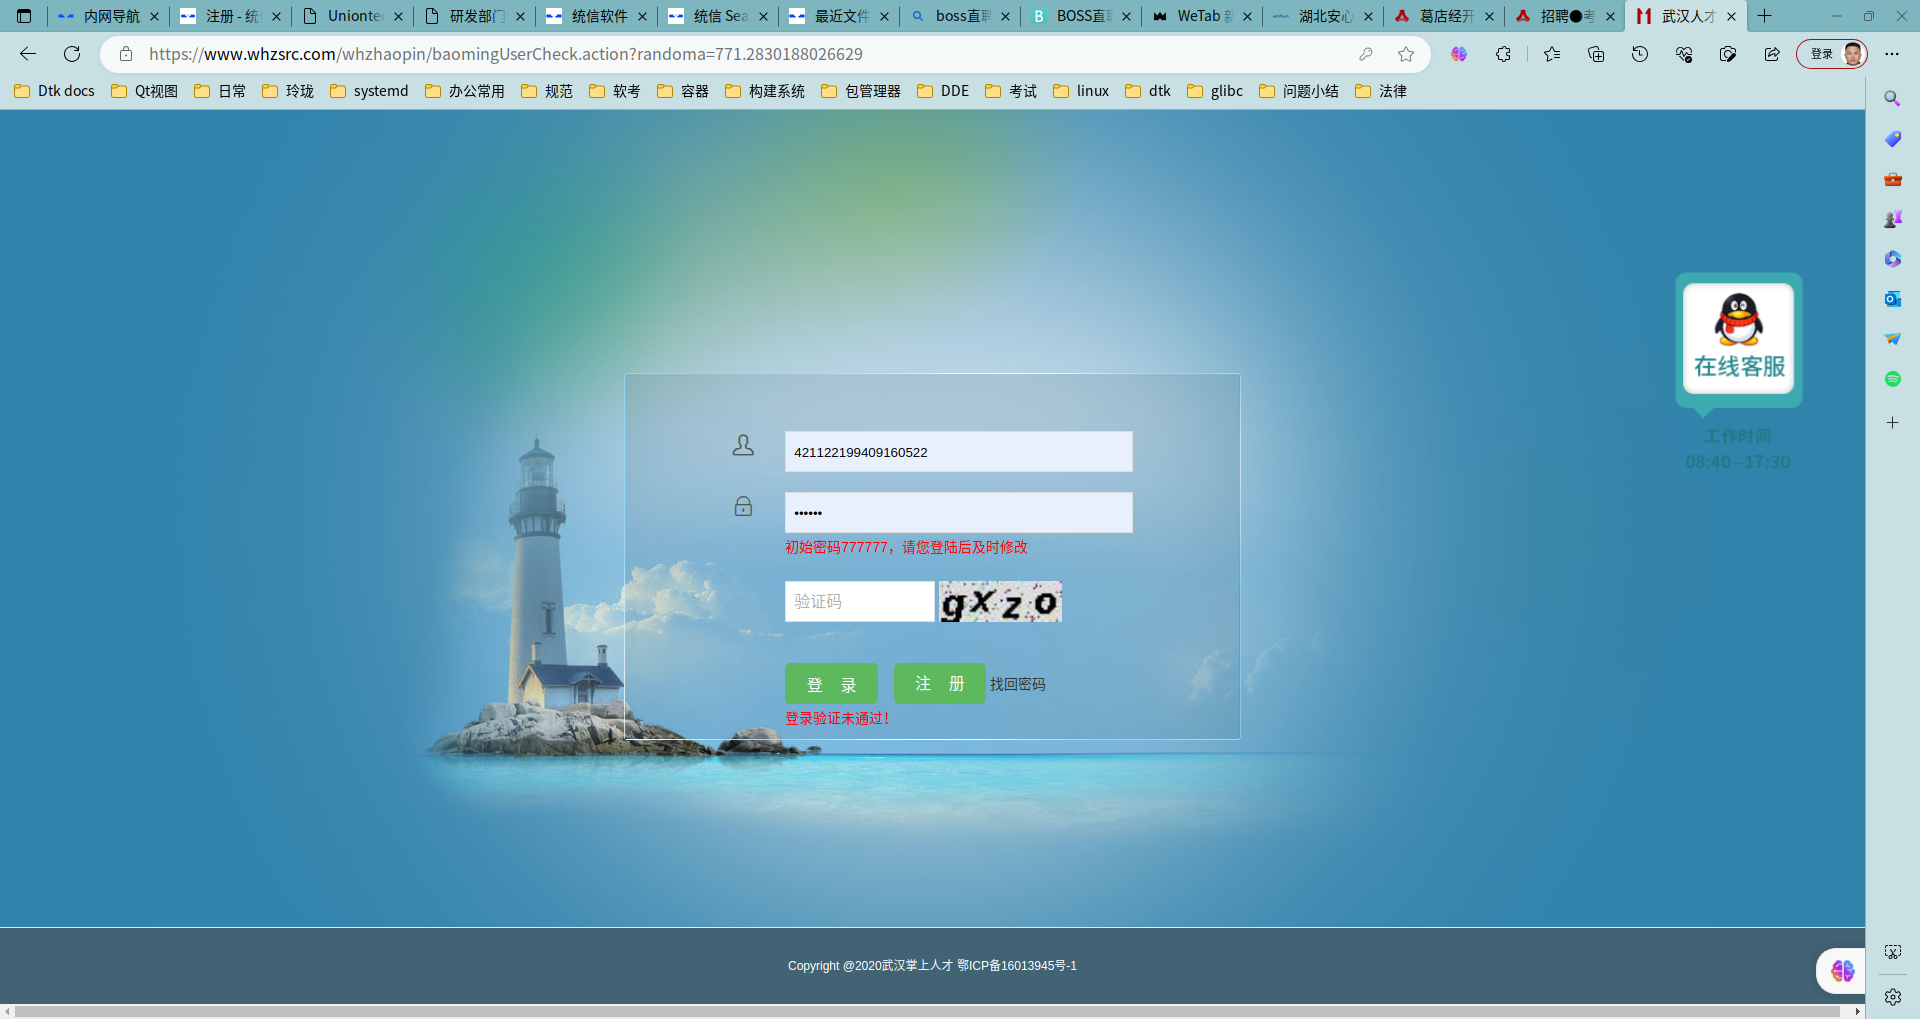 内网导航
注册 - 统
Uniontec
研发部门
统信软件
统信 Sea
最近文件
boss直聘
BOSS直聘
WeTab 新
湖北安心
葛店经开
招聘●考
武汉人才
https://www.whzsrc.com/whzhaopin/baomingUserCheck.action?randoma=771.2830188026629
登录
Dtk docs
Qt视图
日常
玲珑
systemd
办公常用
规范
软考
容器
构建系统
包管理器
DDE
考试
linux
dtk
glibc
问题小结
法律
在线客服
工作时间
08:40--17:30
421122199409160522
••••••
初始密码777777，请您登陆后及时修改
验证码
gxzo
登 录
注 册
找回密码
登录验证未通过！
Copyright @2020武汉掌上人才 鄂ICP备16013945号-1